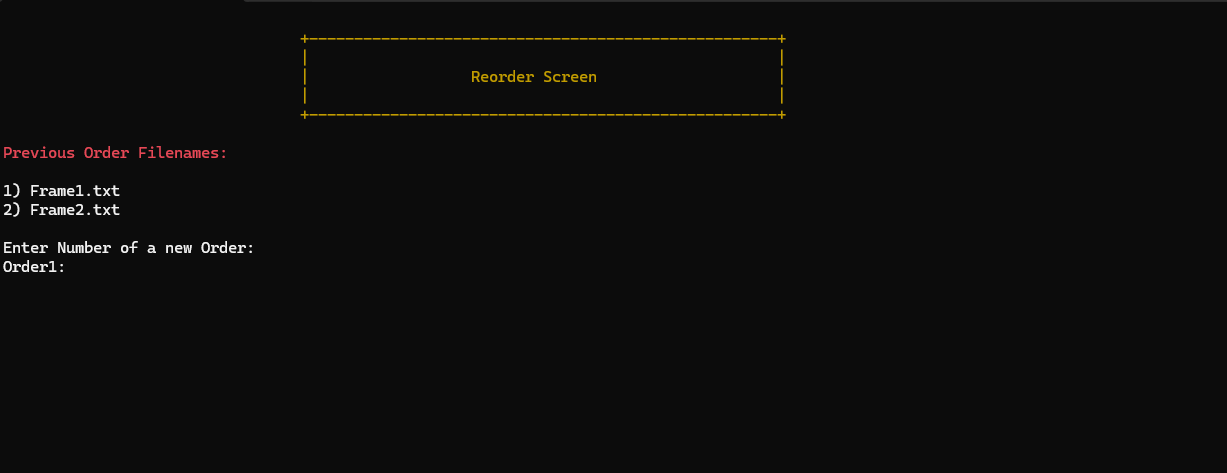 Reorder Screen
Previous Order Filenames:
1) Frame1.txt
2) Frame2.txt
Enter Number of a new Order:
Order1: